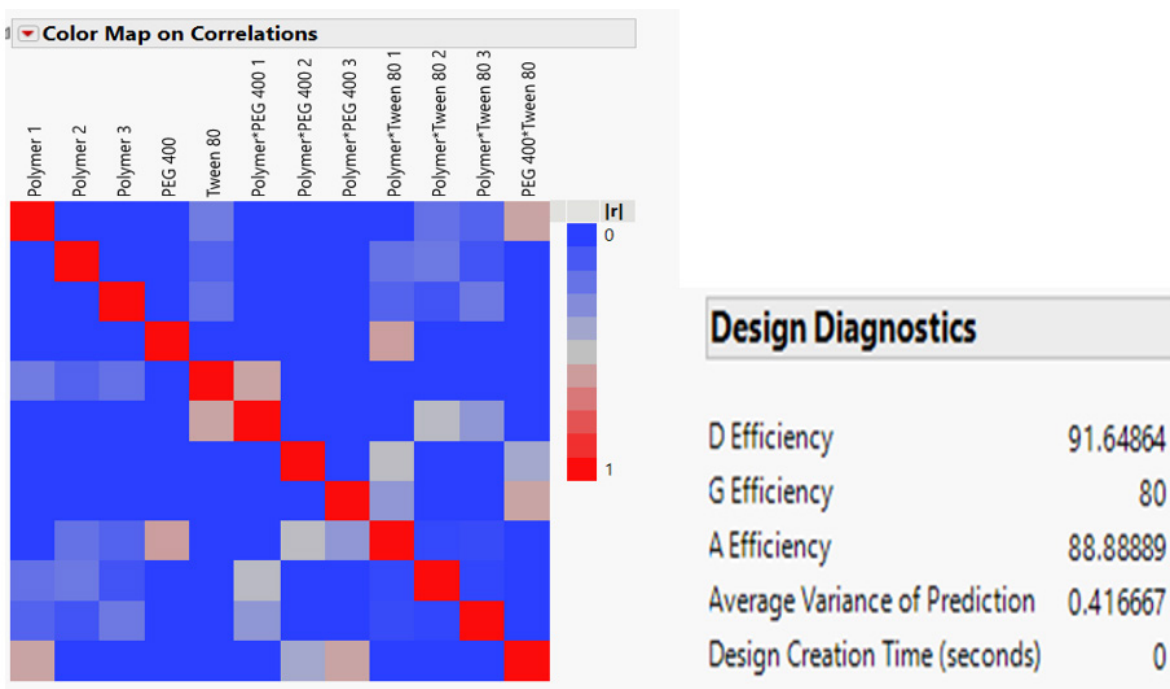 Color Map on Correlations
Polymer 1
Polymer 2
Polymer 3
PEG 400
Tween 80
Polymer*PEG 400 1
Polymer*PEG 400 2
Polymer*PEG 400 3
Polymer*Tween 80 1
Polymer*Tween 80 2
Polymer*Tween 80 3
PEG 400*Tween 80
|r|
0
1
Design Diagnostics
D Efficiency 91.64864
G Efficiency 80
A Efficiency 88.88889
Average Variance of Prediction 0.416667
Design Creation Time (seconds) 0